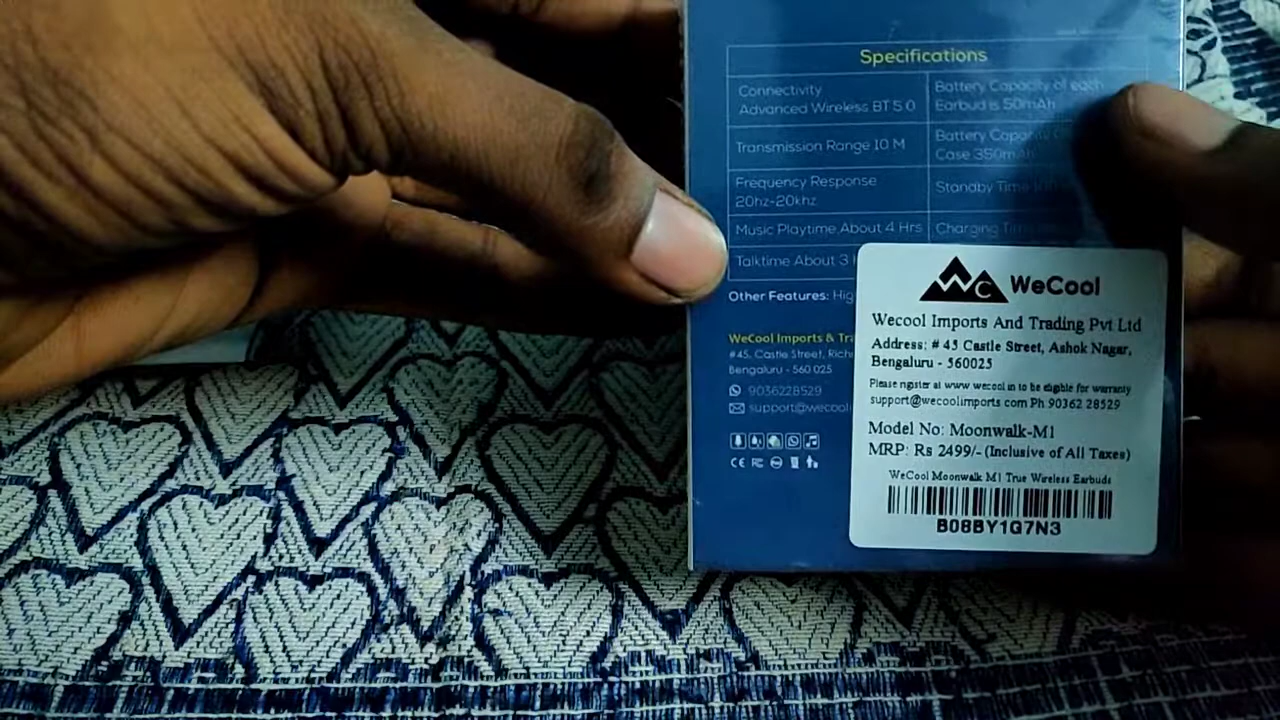 Specifications
Connectivity
Advanced Wireless BT 5.0
Battery Capacity of each
Earbud is 50mAh
Transmission Range 10 M
Battery Capacity
Case 350mAh
Frequency Response
20hz-20khz
Standby Time
Music Playtime About 4 Hrs
Charging
Talktime About 3
Other Features:
WeCool Imports &
#45, Castle Street,
Bengaluru - 560 025
9036228529
support@wecooli
CE
WeCool
Wecool Imports And Trading Pvt Ltd
Address: # 45 Castle Street, Ashok Nagar,
Bengaluru - 560025
Please register at www wecool in to be eligible for warranty
support@wecoolimports.com Ph 90362 28529
Model No: Moonwalk-M1
MRP: Rs 2499/- (Inclusive of All Taxes)
WeCool Moonwalk M1 True Wireless Earbuds
B08BY1G7N3